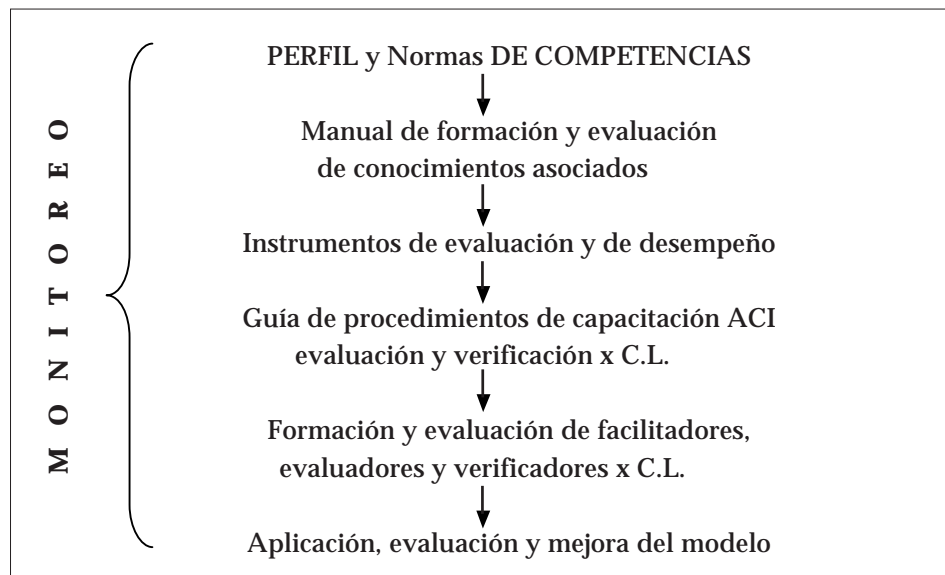 MONITOREO
PERFIL y Normas DE COMPETENCIAS
Manual de formación y evaluación
de conocimientos asociados
Instrumentos de evaluación y de desempeño
Guía de procedimientos de capacitación ACI
evaluación y verificación x C.L.
Formación y evaluación de facilitadores,
evaluadores y verificadores x C.L.
Aplicación, evaluación y mejora del modelo